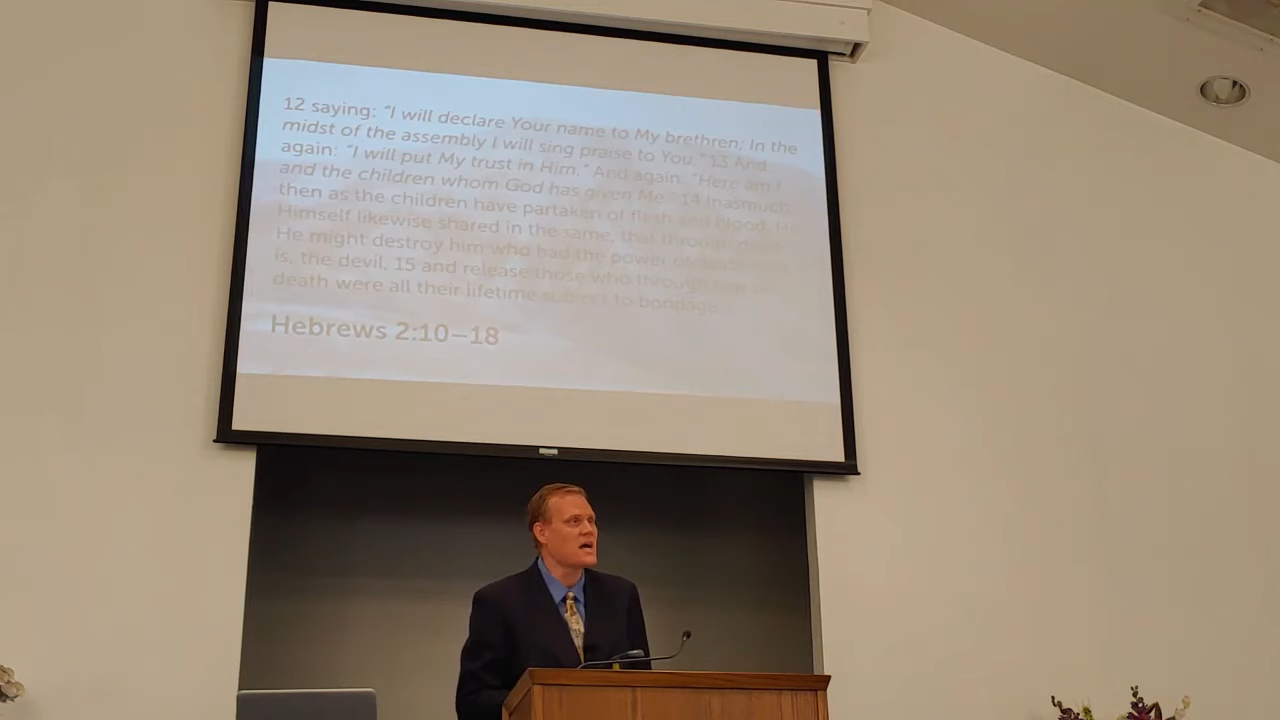 12 saying: "I will declare Your name to My brethren; In the
midst of the assembly I will sing praise to You." 13 And
again: "I will put My trust in Him." And again: "Here am I
and the children whom God has given Me." 14 Inasmuch
then as the children have partaken of flesh and blood, He
Himself likewise shared in the same, that through death
He might destroy him who had the power of death,
is, the devil, 15 and release those who through fear of
death were all their lifetime subject to bondage.
Hebrews 2:10–18